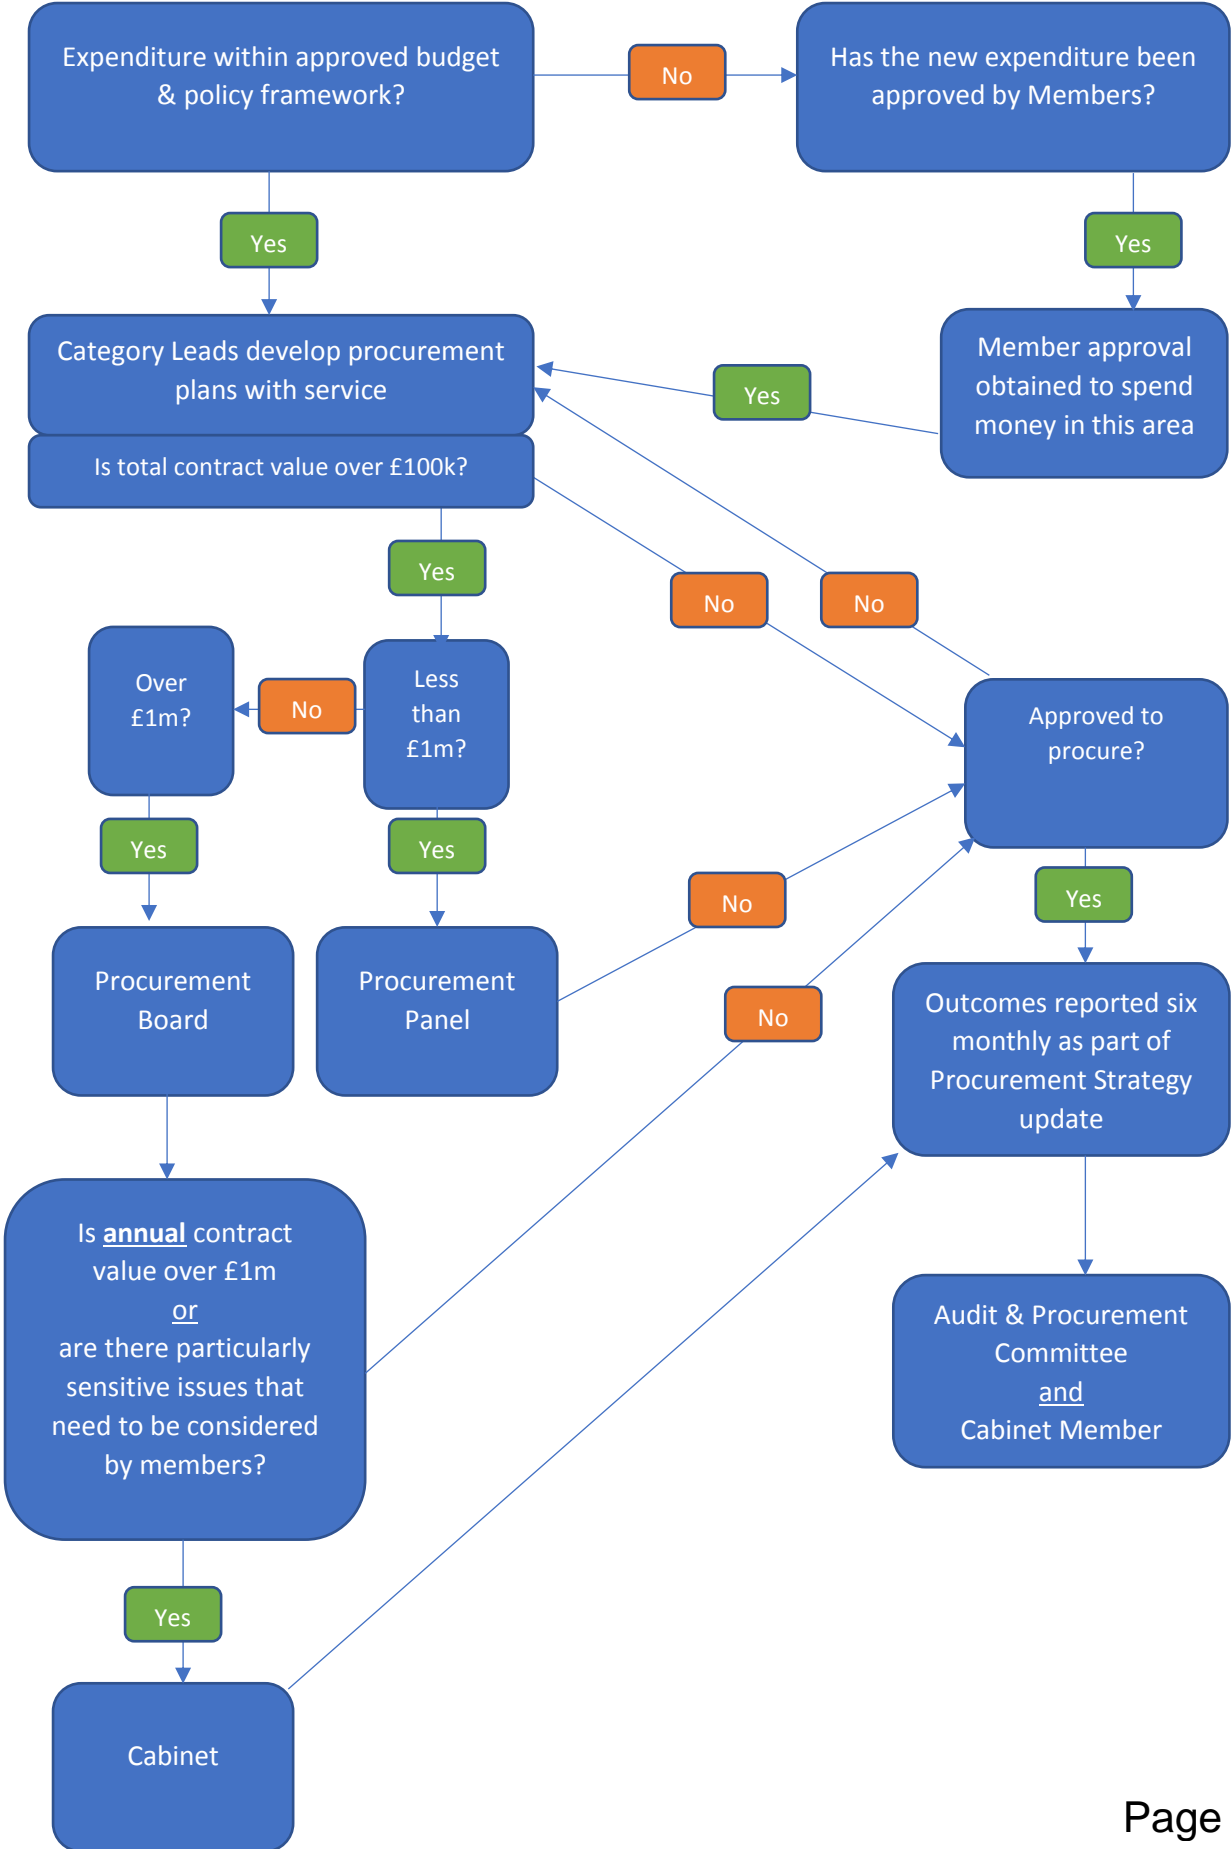 Expenditure within approved budget
& policy framework?
No
Has the new expenditure been
approved by Members?
Yes
Yes
Category Leads develop procurement
plans with service
Yes
Member approval
obtained to spend
money in this area
Is total contract value over £100k?
Yes
No
No
Over
£1m?
No
Less
than
£1m?
Approved to
procure?
Yes
Yes
No
Yes
Procurement
Board
Procurement
Panel
No
Outcomes reported six
monthly as part of
Procurement Strategy
update
Is annual contract
value over £1m
or
are there particularly
sensitive issues that
need to be considered
by members?
Audit & Procurement
Committee
and
Cabinet Member
Yes
Cabinet
Page